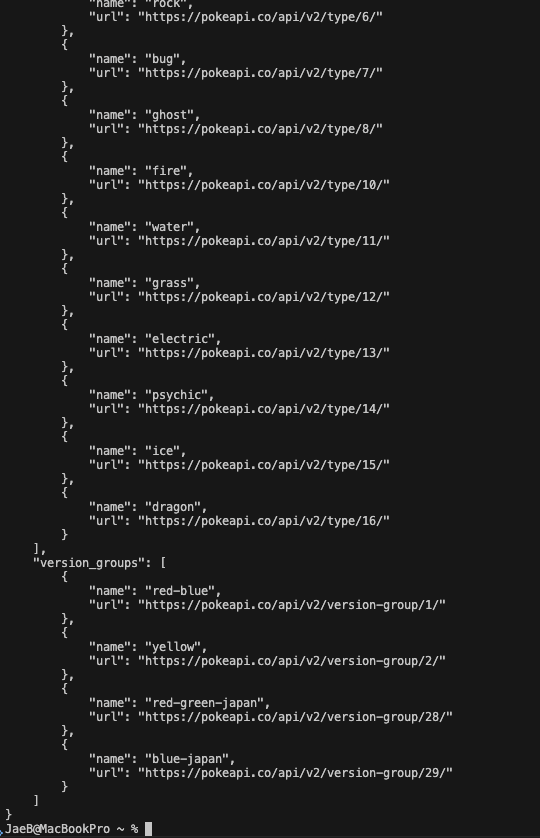 "name": "rock",
            "url": "https://pokeapi.co/api/v2/type/6/"
        },
        {
            "name": "bug",
            "url": "https://pokeapi.co/api/v2/type/7/"
        },
        {
            "name": "ghost",
            "url": "https://pokeapi.co/api/v2/type/8/"
        },
        {
            "name": "fire",
            "url": "https://pokeapi.co/api/v2/type/10/"
        },
        {
            "name": "water",
            "url": "https://pokeapi.co/api/v2/type/11/"
        },
        {
            "name": "grass",
            "url": "https://pokeapi.co/api/v2/type/12/"
        },
        {
            "name": "electric",
            "url": "https://pokeapi.co/api/v2/type/13/"
        },
        {
            "name": "psychic",
            "url": "https://pokeapi.co/api/v2/type/14/"
        },
        {
            "name": "ice",
            "url": "https://pokeapi.co/api/v2/type/15/"
        },
        {
            "name": "dragon",
            "url": "https://pokeapi.co/api/v2/type/16/"
        }
    ],
    "version_groups": [
        {
            "name": "red-blue",
            "url": "https://pokeapi.co/api/v2/version-group/1/"
        },
        {
            "name": "yellow",
            "url": "https://pokeapi.co/api/v2/version-group/2/"
        },
        {
            "name": "red-green-japan",
            "url": "https://pokeapi.co/api/v2/version-group/28/"
        },
        {
            "name": "blue-japan",
            "url": "https://pokeapi.co/api/v2/version-group/29/"
        }
    ]
}
JaeB@MacBookPro ~ %